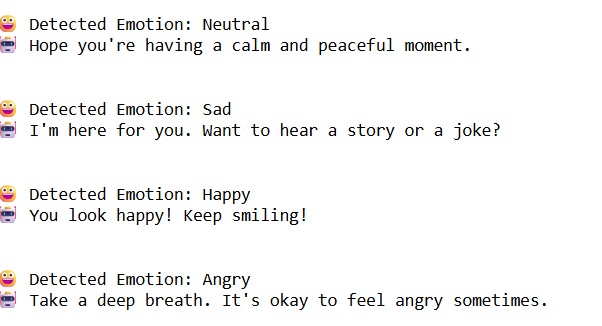 😀 Detected Emotion: Neutral
🤖 Hope you're having a calm and peaceful moment.
😀 Detected Emotion: Sad
🤖 I'm here for you. Want to hear a story or a joke?
😀 Detected Emotion: Happy
🤖 You look happy! Keep smiling!
😀 Detected Emotion: Angry
🤖 Take a deep breath. It's okay to feel angry sometimes.